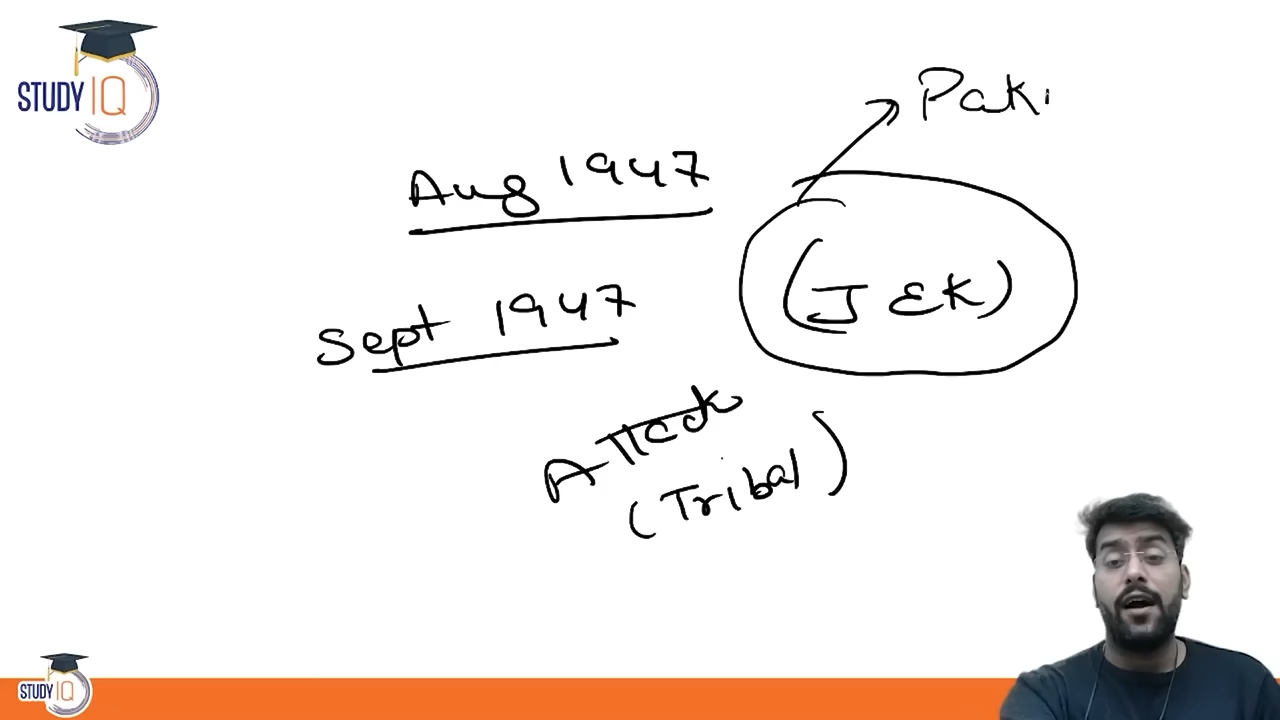 STUDY IQ
Paki
Aug 1947
(J & K)
Sept 1947
Attack
(Tribal)
STUDY IQ